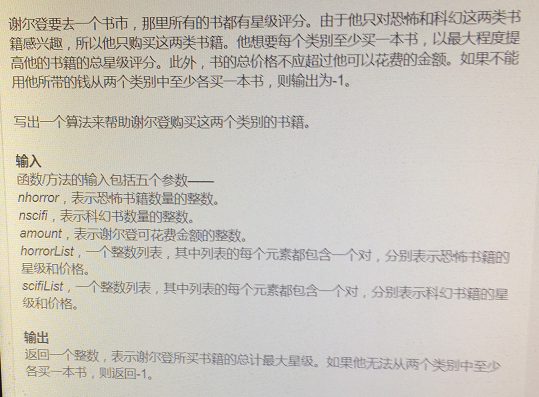 谢尔登要去一个书市，那里所有的书都有星级评分。由于他只对恐怖和科幻这两类书
籍感兴趣，所以他只购买这两类书籍。他想要每个类别至少买一本书，以最大程度提
高他的书籍的总星级评分。此外，书的总价格不应超过他可以花费的金额。如果不能
用他所带的钱从两个类别中至少各买一本书，则输出为-1。
写出一个算法来帮助谢尔登购买这两个类别的书籍。
输入
函数/方法的输入包括五个参数——
nhorror，表示恐怖书籍数量的整数。
nscifi，表示科幻书数量的整数。
amount，表示谢尔登可花费金额的整数。
horrorList，一个整数列表，其中列表的每个元素都包含一个对，分别表示恐怖书籍的
星级和价格。
scifiList，一个整数列表，其中列表的每个元素都包含一个对，分别表示科幻书籍的星
级和价格。
输出
返回一个整数，表示谢尔登所买书籍的总计最大星级。如果他无法从两个类别中至少
各买一本书，则返回-1。